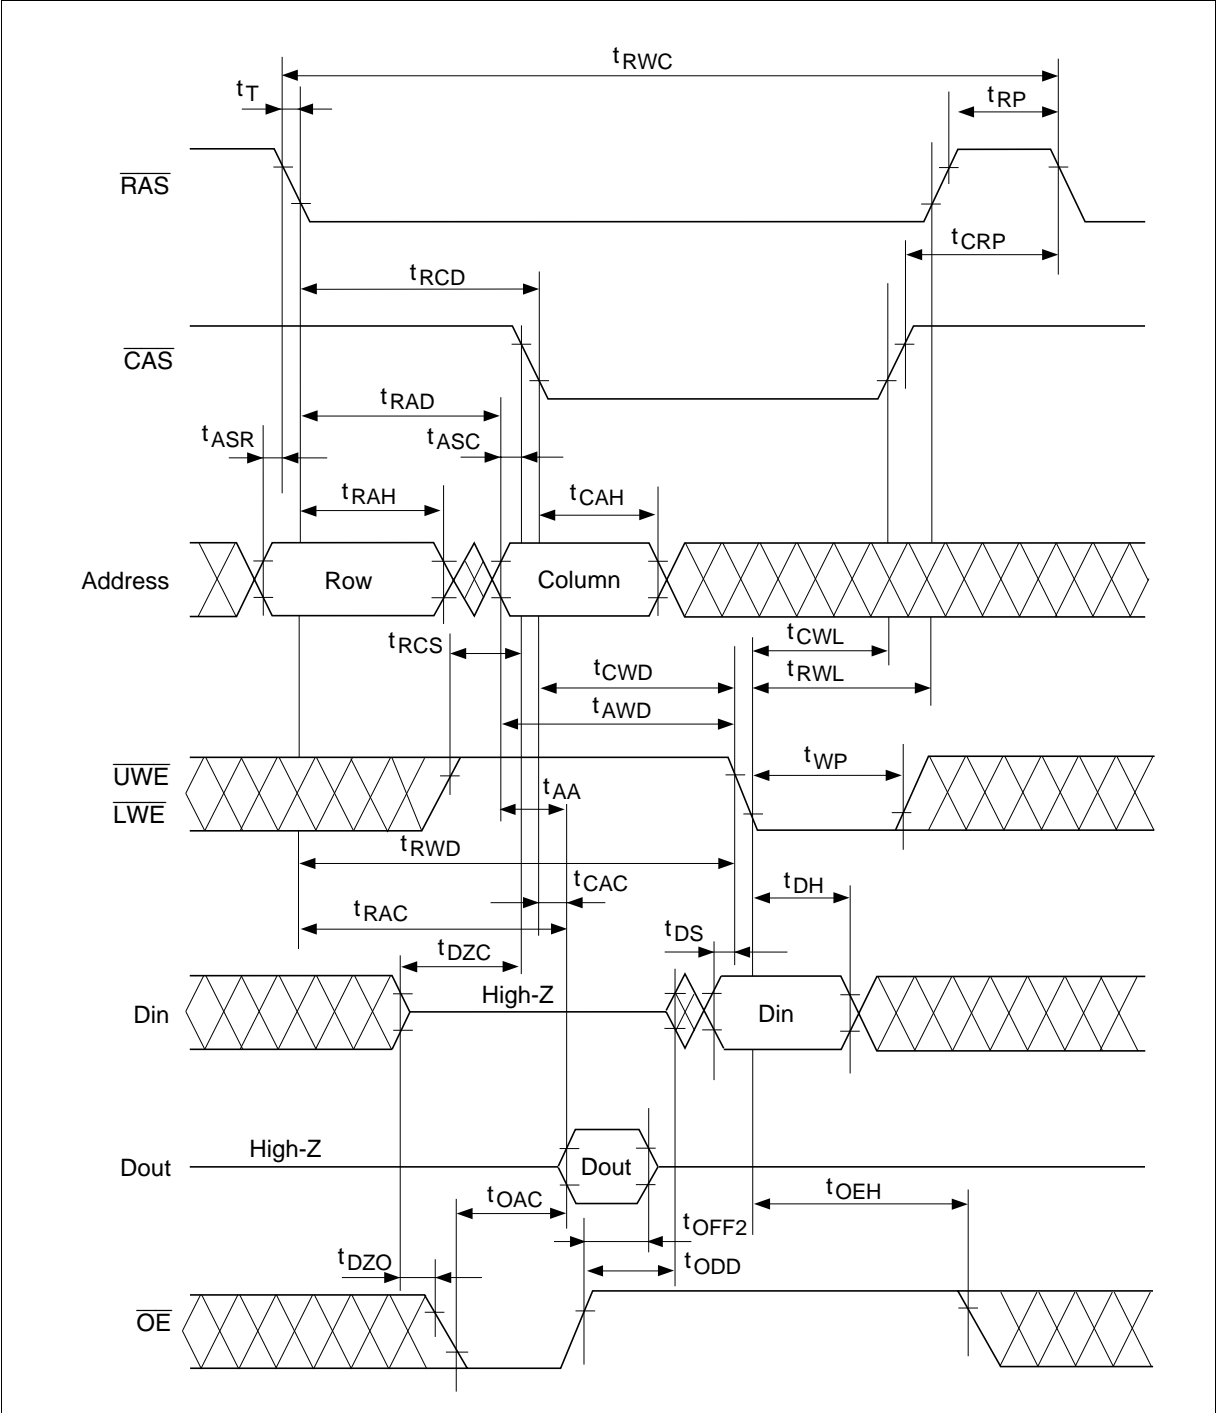 tRWC
tT
tRP
RAS
tCRP
tRCD
CAS
tRAD
tASR
tASC
tRAH
tCAH
Address
Row
Column
tRCS
tCWL
tCWD
tRWL
tAWD
UWE
tWP
tAA
LWE
tRWD
tCAC
tDH
tRAC
tDS
tDZC
High-Z
Din
Din
High-Z
Dout
Dout
tOAC
tOEH
tOFF2
tDZO
tODD
OE